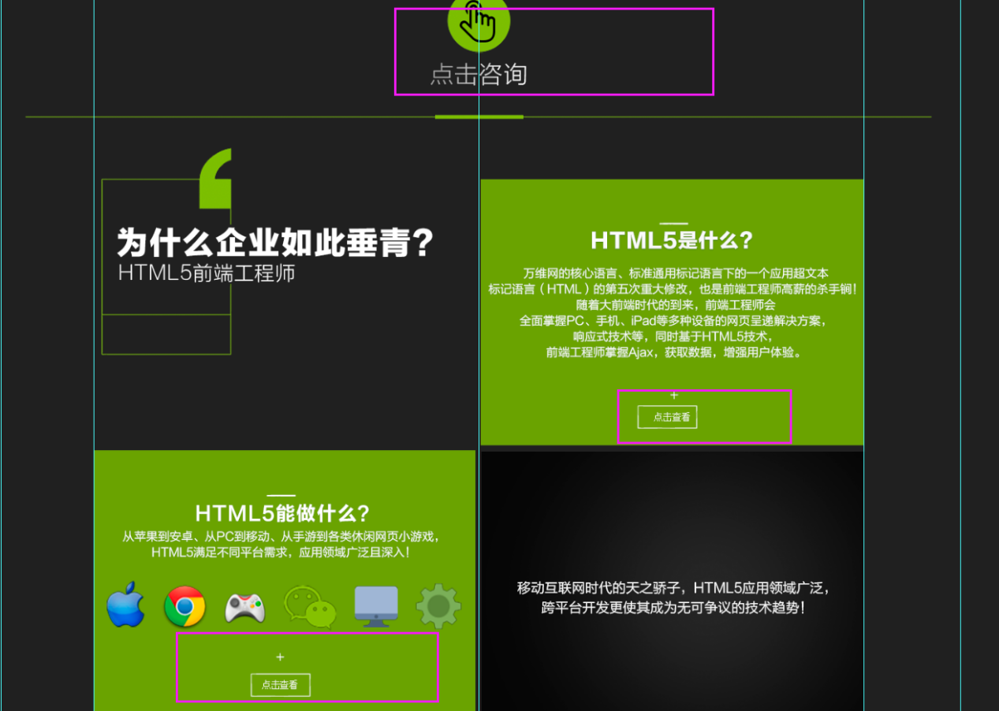 点击咨询
为什么企业如此垂青?
HTML5前端工程师
HTML5是什么?
万维网的核心语言、标准通用标记语言下的一个应用超文本
标记语言(HTML)的第五次重大修改，也是前端工程师高薪的杀手锏!
随着大前端时代的到来，前端工程师会
全面掌握PC、手机、iPad等多种设备的网页呈递解决方案，
响应式技术等，同时基于HTML5技术，
前端工程师掌握Ajax，获取数据，增强用户体验。
+
点击查看
HTML5能做什么?
从苹果到安卓、从PC到移动、从手游到各类休闲网页小游戏，
HTML5满足不同平台需求，应用领域广泛且深入!
+
点击查看
移动互联网时代的天之骄子，HTML5应用领域广泛，
跨平台开发更使其成为无可争议的技术趋势!